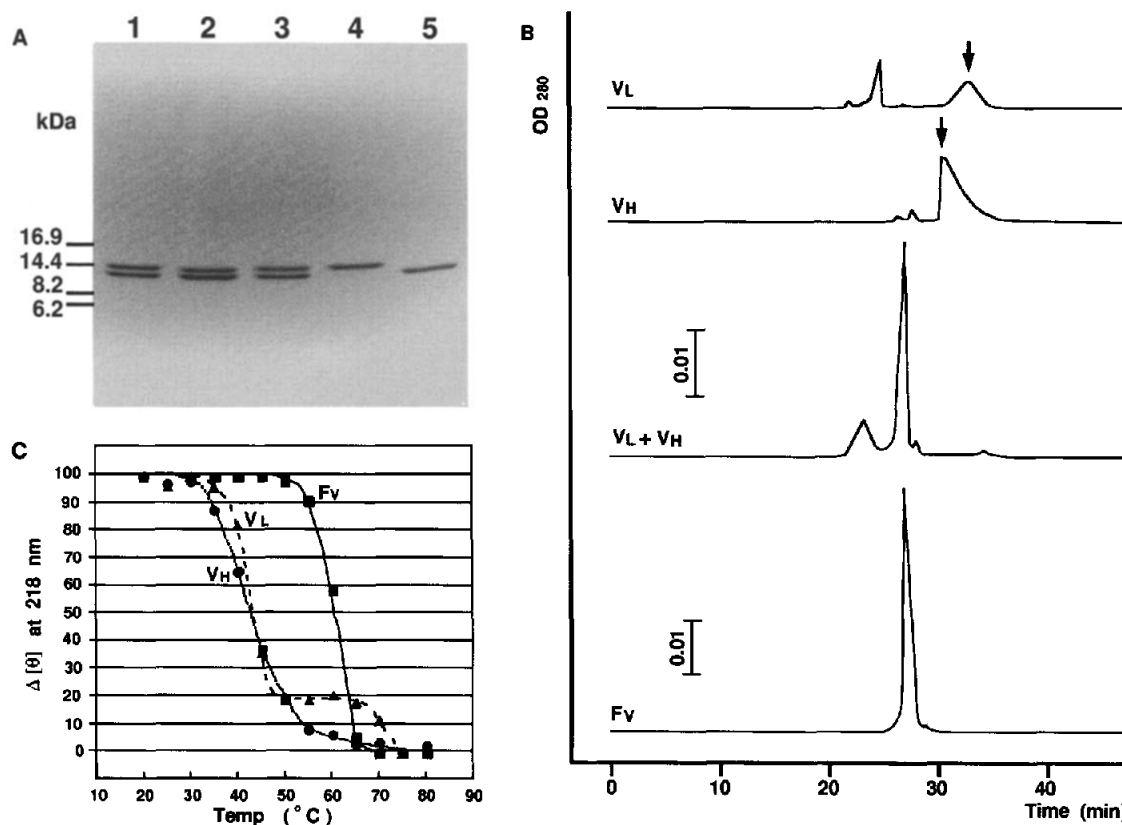 A
1 2 3 4 5
kDa
16.9
14.4
8.2
6.2
B
OD 280
VL
VH
0.01
VL + VH
0.01
FV
0 20 30 40
Time (min)
C
Δ [θ] at 218 nm
100
90
80
70
60
50
40
30
20
10
0
FV
VL
VH
10 20 30 40 50 60 70 80 90
Temp (°C)